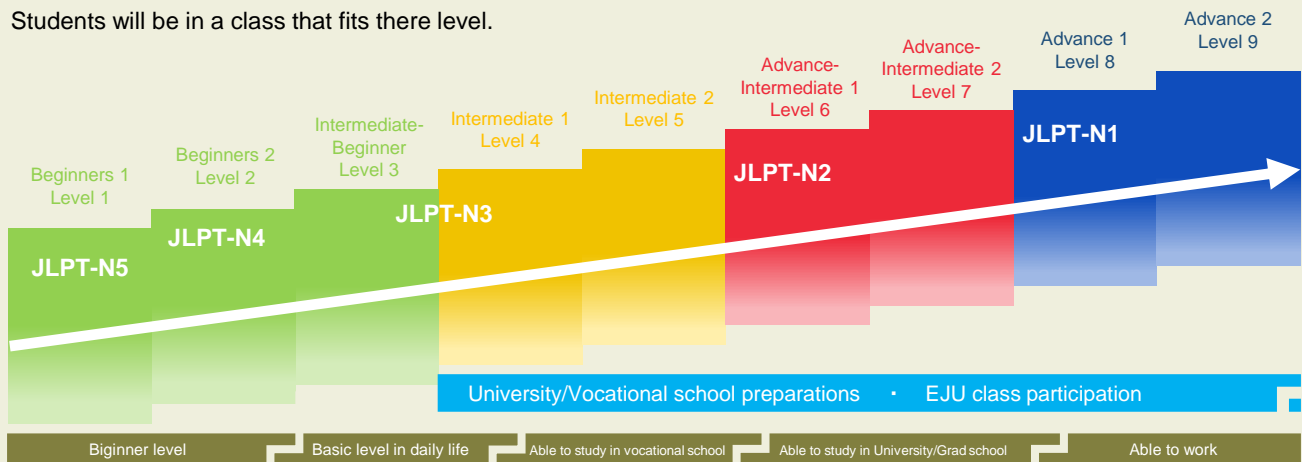 Students will be in a class that fits there level.
Beginners 1
Level 1
Beginners 2
Level 2
Intermediate-
Beginner
Level 3
Intermediate 1
Level 4
Intermediate 2
Level 5
Advance-
Intermediate 1
Level 6
Advance-
Intermediate 2
Level 7
Advance 1
Level 8
Advance 2
Level 9
JLPT-N5
JLPT-N4
JLPT-N3
JLPT-N2
JLPT-N1
University/Vocational school preparations ・ EJU class participation
Biginner level
Basic level in daily life
Able to study in vocational school
Able to study in University/Grad school
Able to work